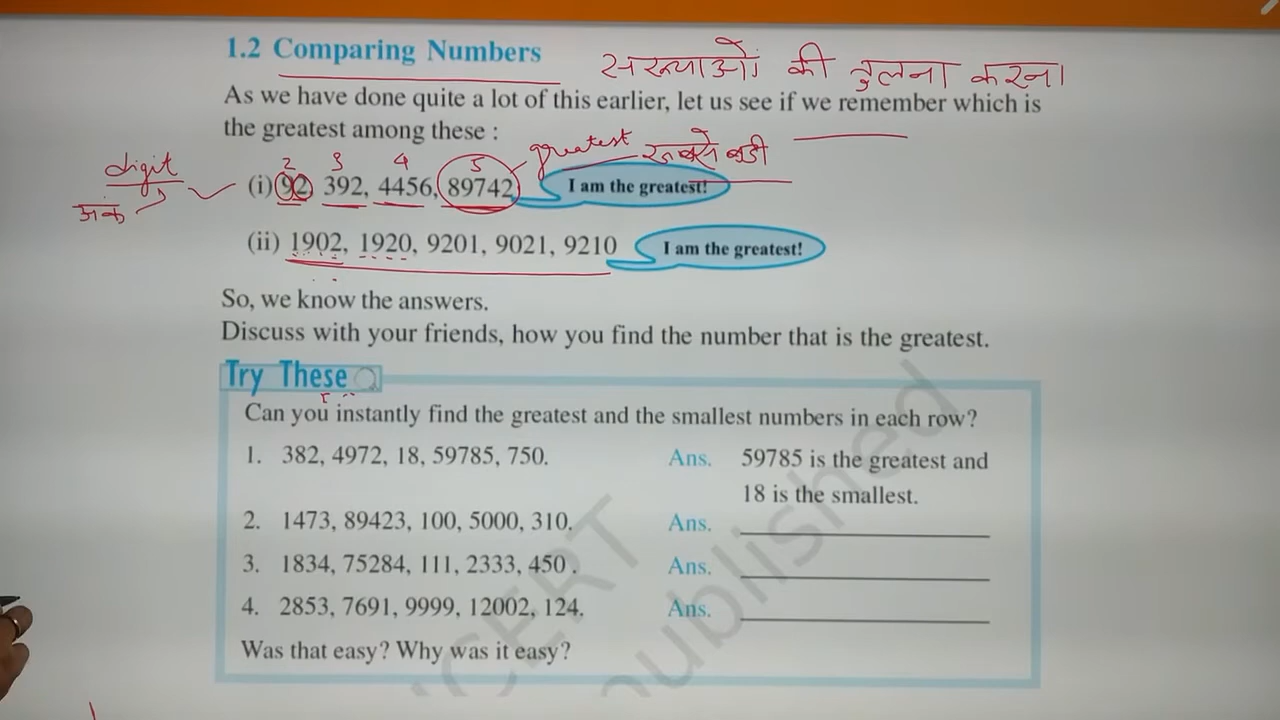 1.2 Comparing Numbers संख्याओं की तुलना करना
As we have done quite a lot of this earlier, let us see if we remember which is
the greatest among these :
greatest सबसे बडी
digit 2 3 4 5
(i) 92, 392, 4456, 89742 I am the greatest!
अंक
(ii) 1902, 1920, 9201, 9021, 9210 I am the greatest!
So, we know the answers.
Discuss with your friends, how you find the number that is the greatest.
Try These
Can you instantly find the greatest and the smallest numbers in each row?
1. 382, 4972, 18, 59785, 750. Ans. 59785 is the greatest and
18 is the smallest.
2. 1473, 89423, 100, 5000, 310. Ans.
3. 1834, 75284, 111, 2333, 450 . Ans.
4. 2853, 7691, 9999, 12002, 124. Ans.
Was that easy? Why was it easy?
NCERT
published